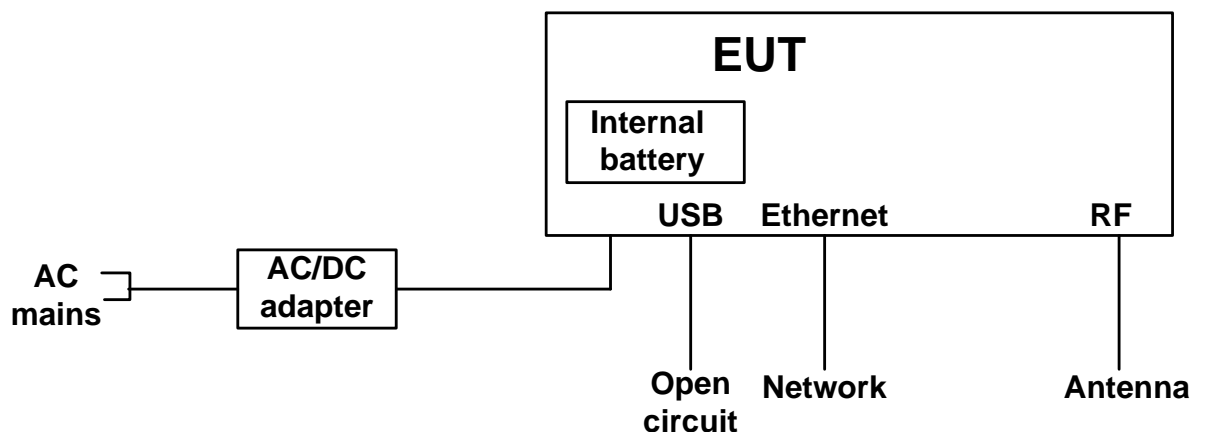 EUT
Internal
battery
USB
Ethernet
RF
AC
mains
AC/DC
adapter
Open
circuit
Network
Antenna